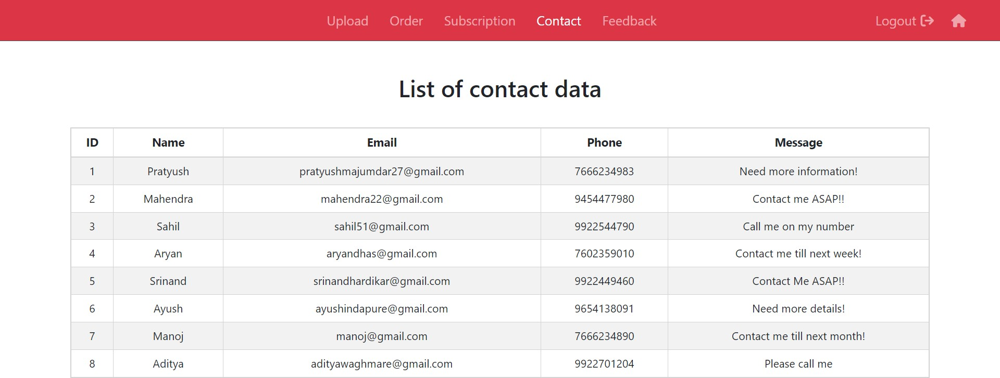 Upload Order Subscription Contact Feedback Logout
List of contact data
ID Name Email Phone Message
1 Pratyush pratyushmajumdar27@gmail.com 7666234983 Need more information!
2 Mahendra mahendra22@gmail.com 9454477980 Contact me ASAP!!
3 Sahil sahil51@gmail.com 9922544790 Call me on my number
4 Aryan aryandhas@gmail.com 7602359010 Contact me till next week!
5 Srinand srinandhardikar@gmail.com 9922449460 Contact Me ASAP!!
6 Ayush ayushindapure@gmail.com 9654138091 Need more details!
7 Manoj manoj@gmail.com 7666234890 Contact me till next month!
8 Aditya adityawaghmare@gmail.com 9922701204 Please call me